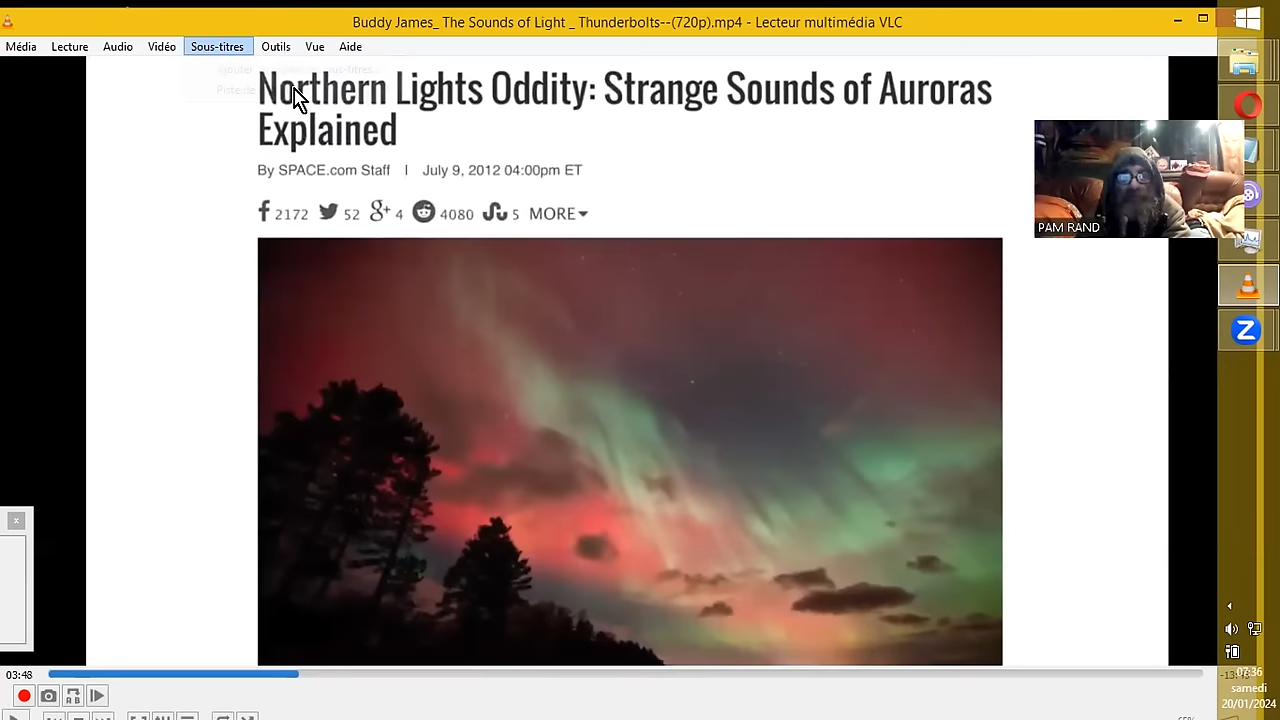 Buddy James_ The Sounds of Light _ Thunderbolts--(720p).mp4 - Lecteur multimédia VLC
Média Lecture Audio Vidéo Sous-titres Outils Vue Aide
Northern Lights Oddity: Strange Sounds of Auroras
Explained
By SPACE.com Staff | July 9, 2012 04:00pm ET
2172 52 4 4080 5 MORE
PAM RAND
03:48
07:36
samedi
20/01/2024